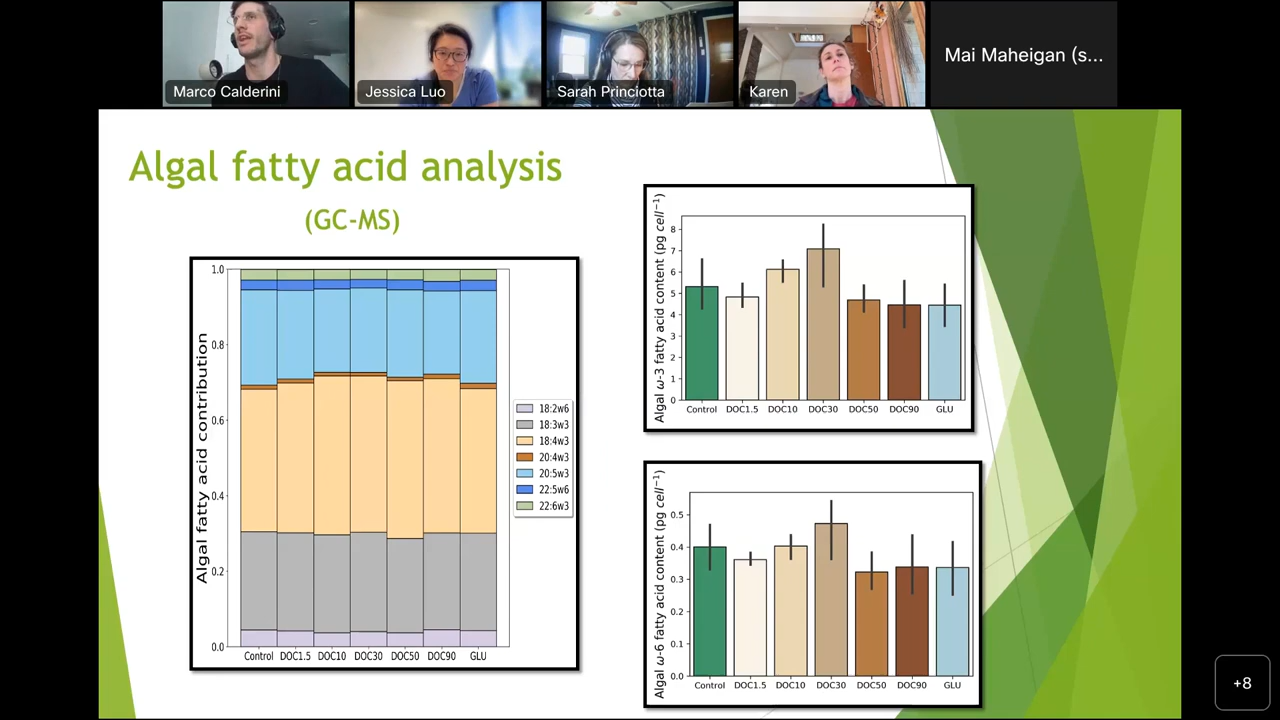 Marco Calderini
Jessica Luo
Sarah Princiotta
Karen
Mai Maheigan (s...
Algal fatty acid analysis
(GC-MS)
Algal fatty acid contribution
1.0
0.8
0.6
0.4
0.2
0.0
Control DOC1.5 DOC10 DOC30 DOC50 DOC90 GLU
18:2w6
18:3w3
18:4w3
20:4w3
20:5w3
22:5w6
22:6w3
Algal ω-3 fatty acid content (pg cell⁻¹)
8
7
6
5
4
3
2
1
0
Control DOC1.5 DOC10 DOC30 DOC50 DOC90 GLU
Algal ω-6 fatty acid content (pg cell⁻¹)
0.5
0.4
0.3
0.2
0.1
0.0
Control DOC1.5 DOC10 DOC30 DOC50 DOC90 GLU
+8